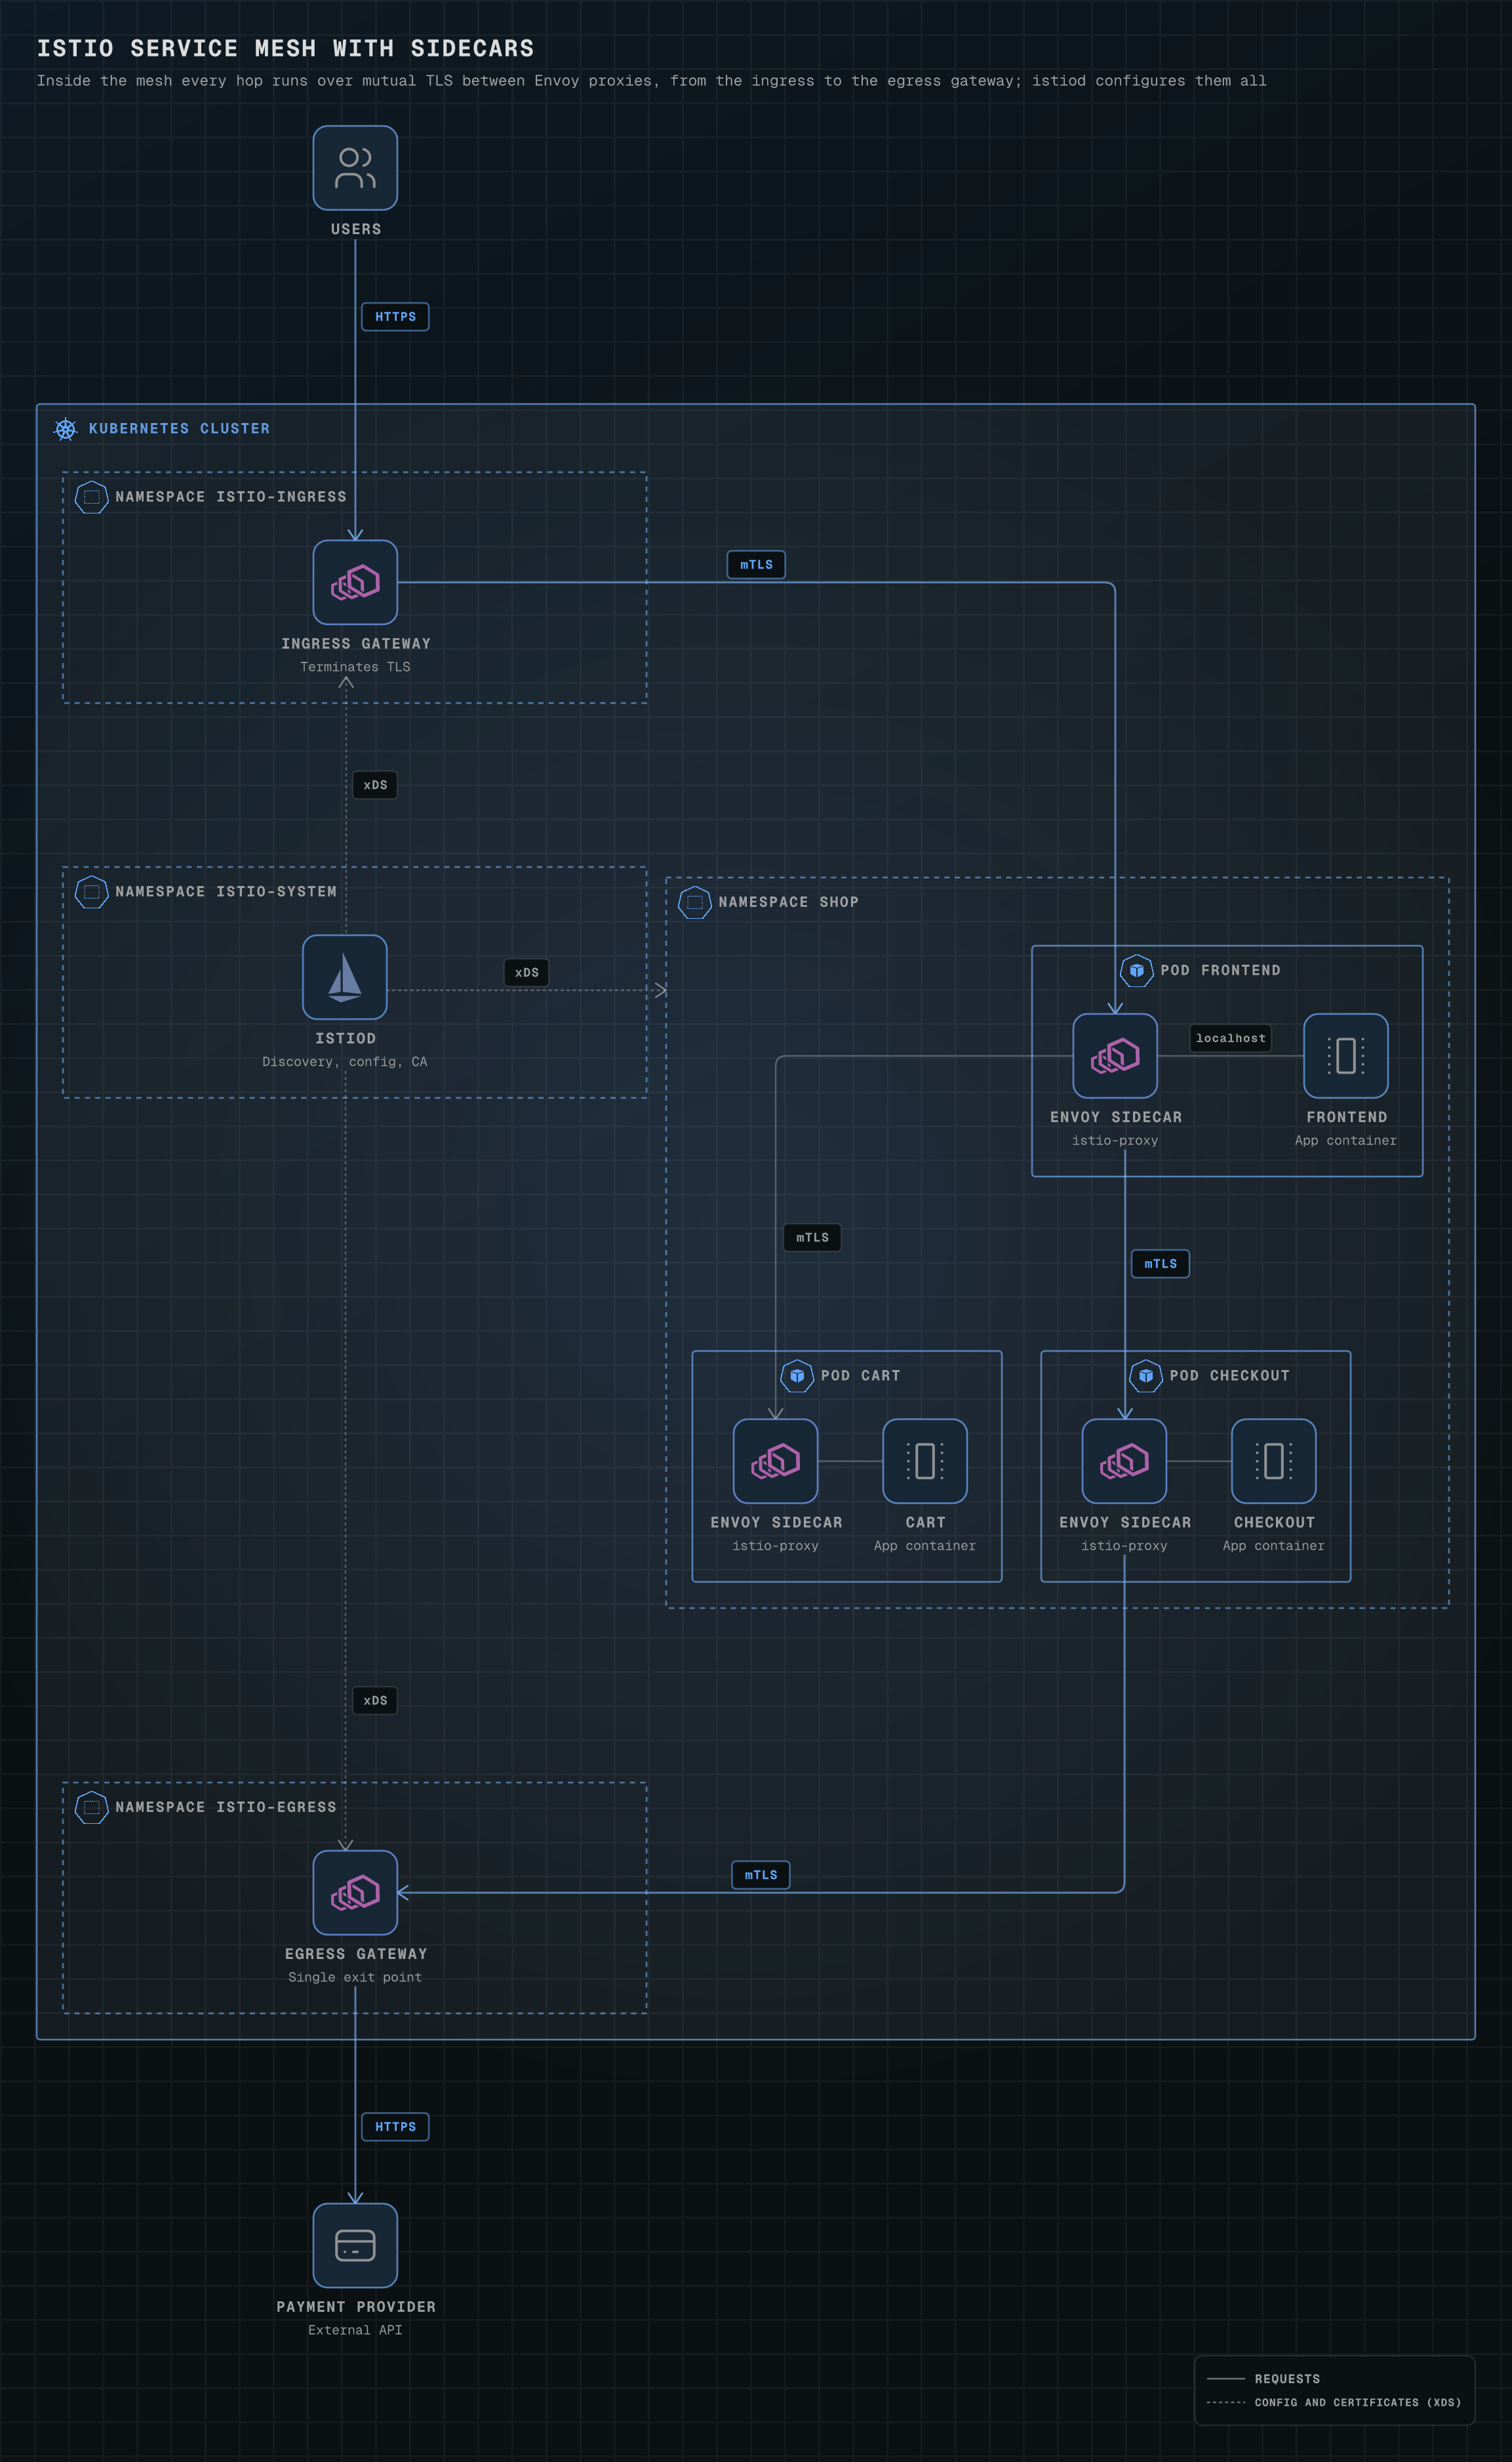 ISTIO SERVICE MESH WITH SIDECARS
Inside the mesh every hop runs over mutual TLS between Envoy proxies, from the ingress to the egress gateway; istiod configures them all
USERS
HTTPS
KUBERNETES CLUSTER
NAMESPACE ISTIO-INGRESS
mTLS
INGRESS GATEWAY
Terminates TLS
xDS
NAMESPACE ISTIO-SYSTEM
xDS
ISTIOD
Discovery, config, CA
NAMESPACE SHOP
POD FRONTEND
localhost
ENVOY SIDECAR
istio-proxy
FRONTEND
App container
mTLS
mTLS
POD CART
ENVOY SIDECAR
istio-proxy
CART
App container
POD CHECKOUT
ENVOY SIDECAR
istio-proxy
CHECKOUT
App container
xDS
NAMESPACE ISTIO-EGRESS
mTLS
EGRESS GATEWAY
Single exit point
HTTPS
PAYMENT PROVIDER
External API
REQUESTS
CONFIG AND CERTIFICATES (XDS)